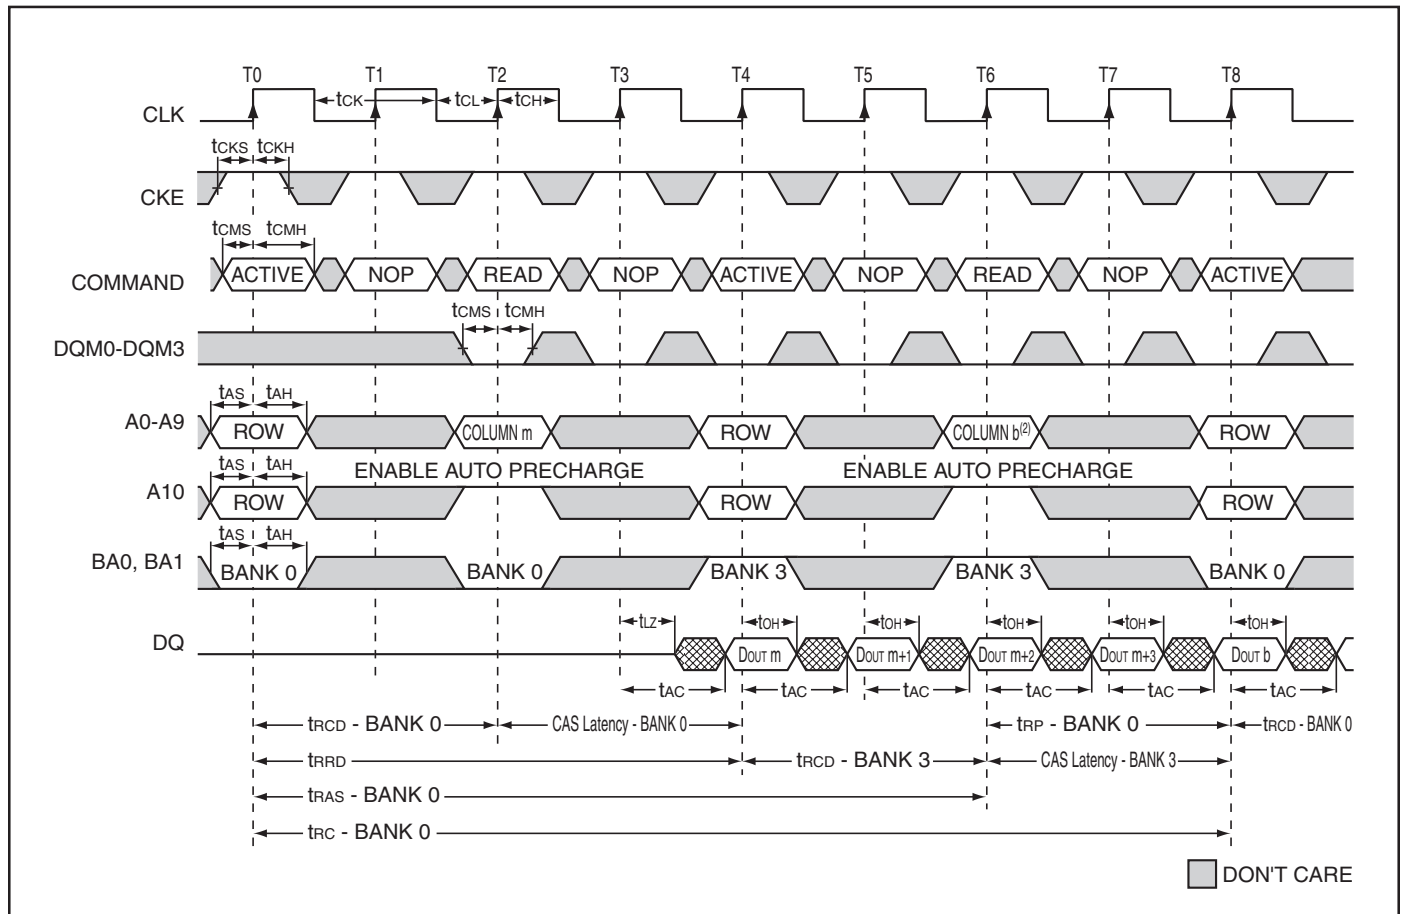 T0 T1 T2 T3 T4 T5 T6 T7 T8
CLK tCK tCL tCH
tCKS tCKH
CKE
tCMS tCMH
COMMAND ACTIVE NOP READ NOP ACTIVE NOP READ NOP ACTIVE
tCMS tCMH
DQM0-DQM3
tAS tAH
A0-A9 ROW COLUMN m ROW COLUMN b(2) ROW
tAS tAH ENABLE AUTO PRECHARGE ENABLE AUTO PRECHARGE
A10 ROW ROW ROW
tAS tAH
BA0, BA1 BANK 0 BANK 0 BANK 3 BANK 3 BANK 0
tLZ tOH tOH tOH tOH tOH
DQ DOUT m DOUT m+1 DOUT m+2 DOUT m+3 DOUT b
tAC tAC tAC tAC tAC tAC
tRCD - BANK 0 CAS Latency - BANK 0 tRP - BANK 0 tRCD - BANK 0
tRRD tRCD - BANK 3 CAS Latency - BANK 3
tRAS - BANK 0
tRC - BANK 0
DON'T CARE